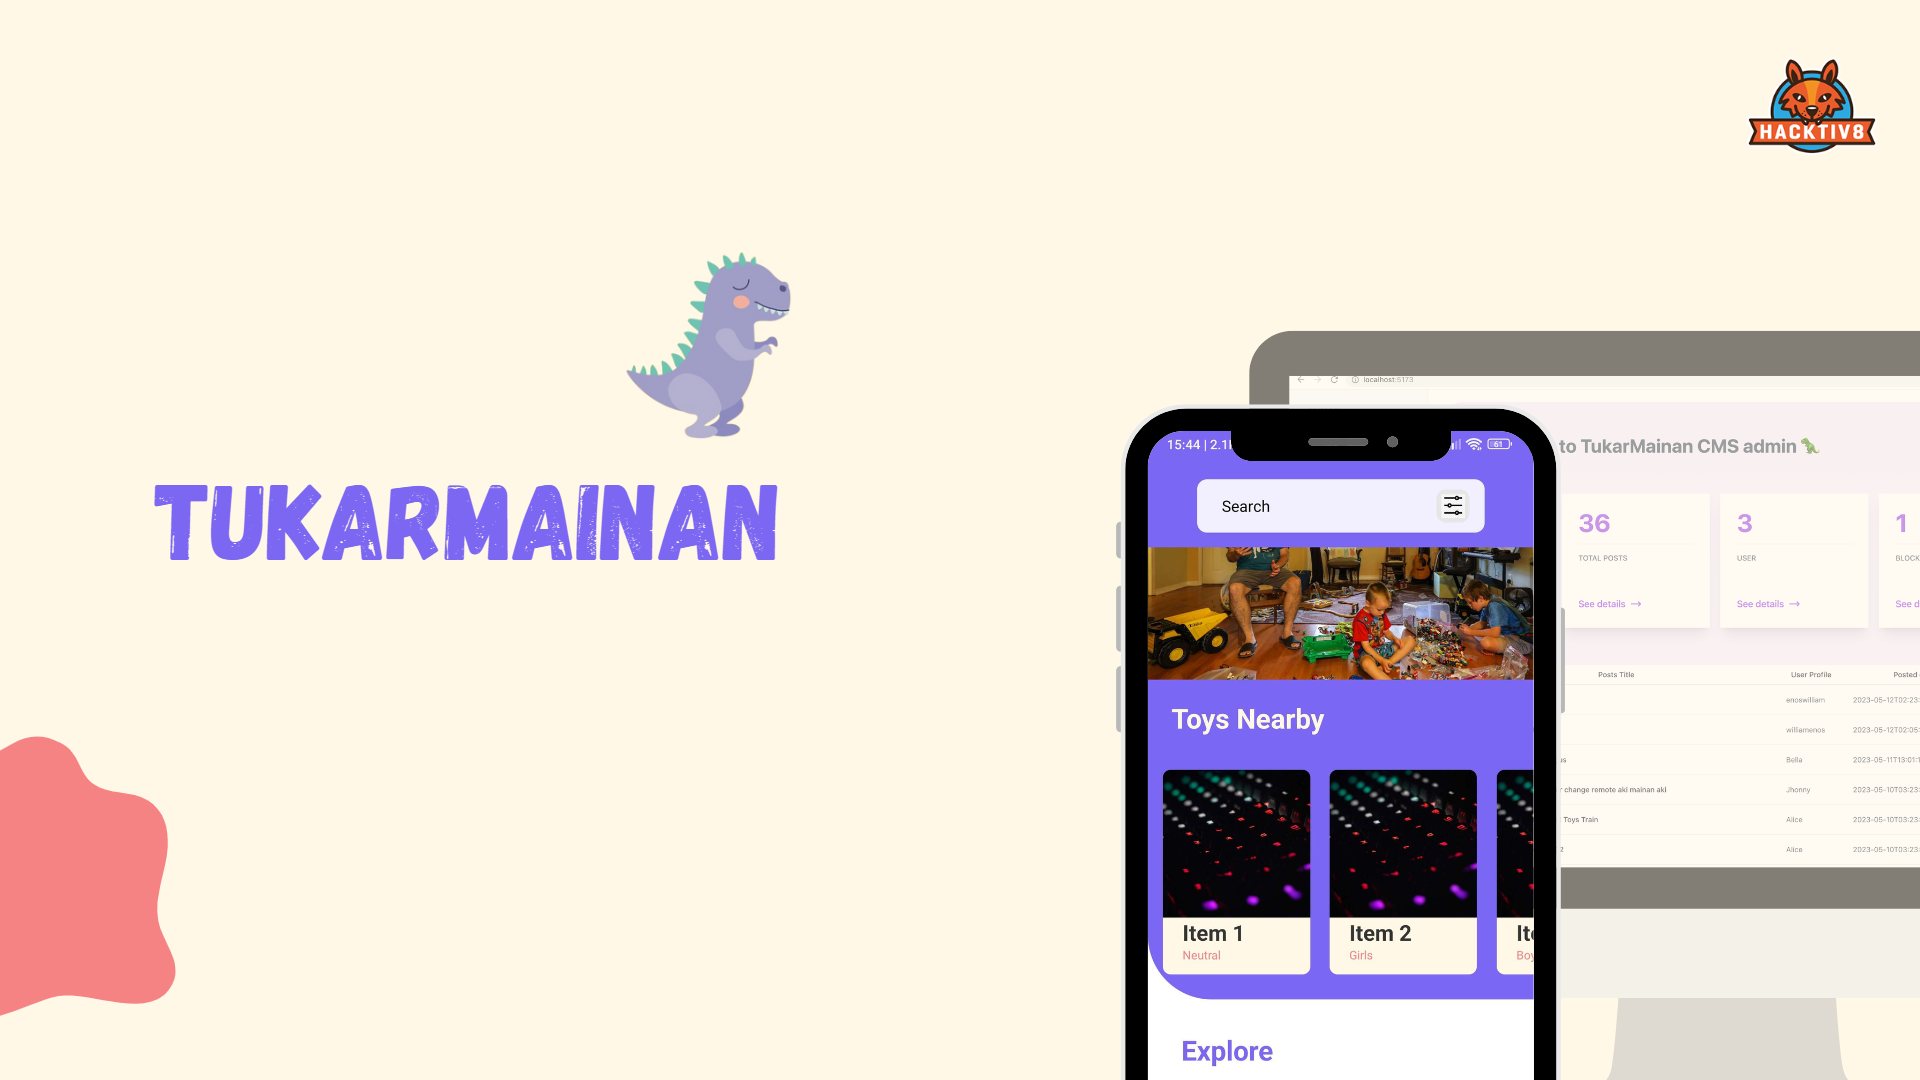 HACKTIV8
TUKARMAINAN
localhost:5173
to TukarMainan CMS admin
36
TOTAL POSTS
See details →
3
USER
See details →
1
BLOCK
See d
Posts Title User Profile Posted
enoswilliam 2023-05-12T02:23:
williamenos 2023-05-12T02:05:
Bella 2023-05-11T13:01:1
change remote aki mainan aki Jhonny 2023-05-10T03:23:
Toys Train Alice 2023-05-10T03:23:
2 Alice 2023-05-10T03:23:
15:44 | 2.1
61
Search
Toys Nearby
Item 1
Neutral
Item 2
Girls
Ite
Boy
Explore